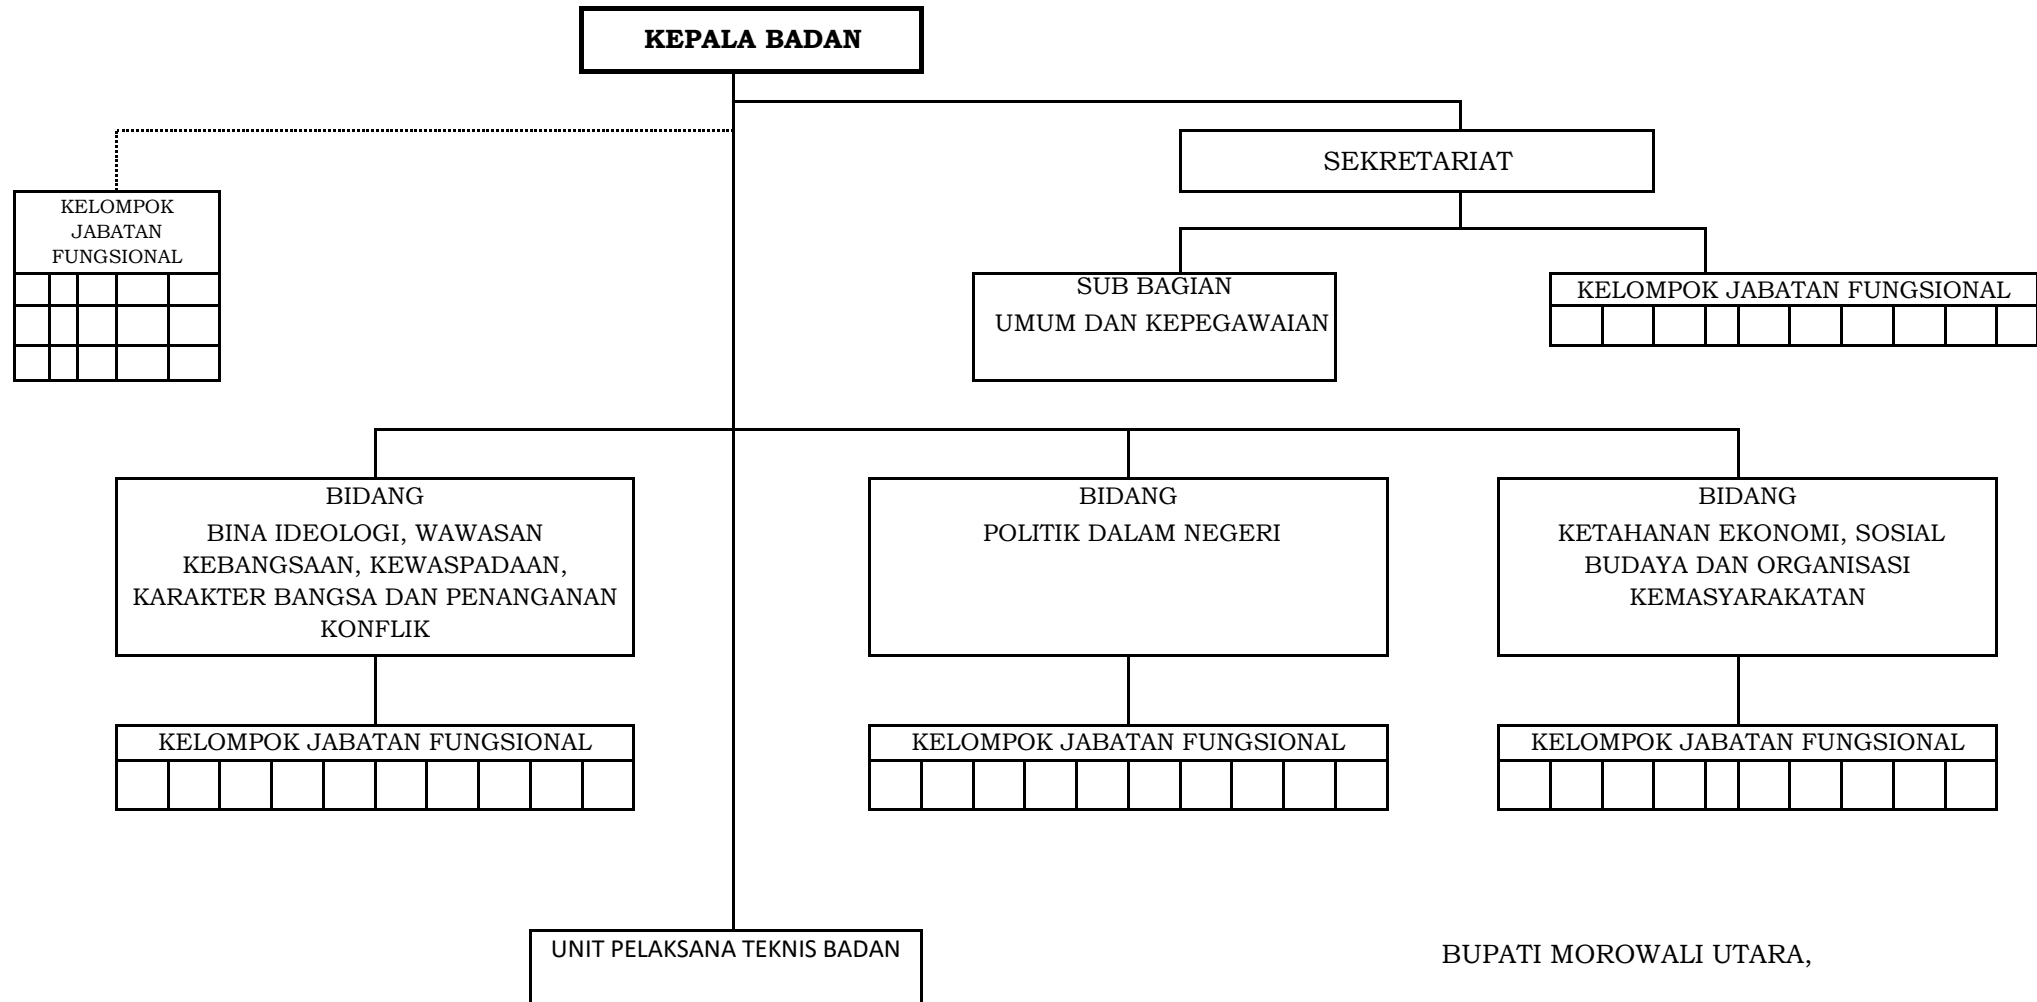 KEPALA BADAN
SEKRETARIAT
KELOMPOK
JABATAN
FUNGSIONAL
SUB BAGIAN
UMUM DAN KEPEGAWAIAN
KELOMPOK JABATAN FUNGSIONAL
BIDANG
BINA IDEOLOGI, WAWASAN
KEBANGSAAN, KEWASPADAAN,
KARAKTER BANGSA DAN PENANGANAN
KONFLIK
BIDANG
POLITIK DALAM NEGERI
BIDANG
KETAHANAN EKONOMI, SOSIAL
BUDAYA DAN ORGANISASI
KEMASYARAKATAN
KELOMPOK JABATAN FUNGSIONAL
KELOMPOK JABATAN FUNGSIONAL
KELOMPOK JABATAN FUNGSIONAL
UNIT PELAKSANA TEKNIS BADAN
BUPATI MOROWALI UTARA,